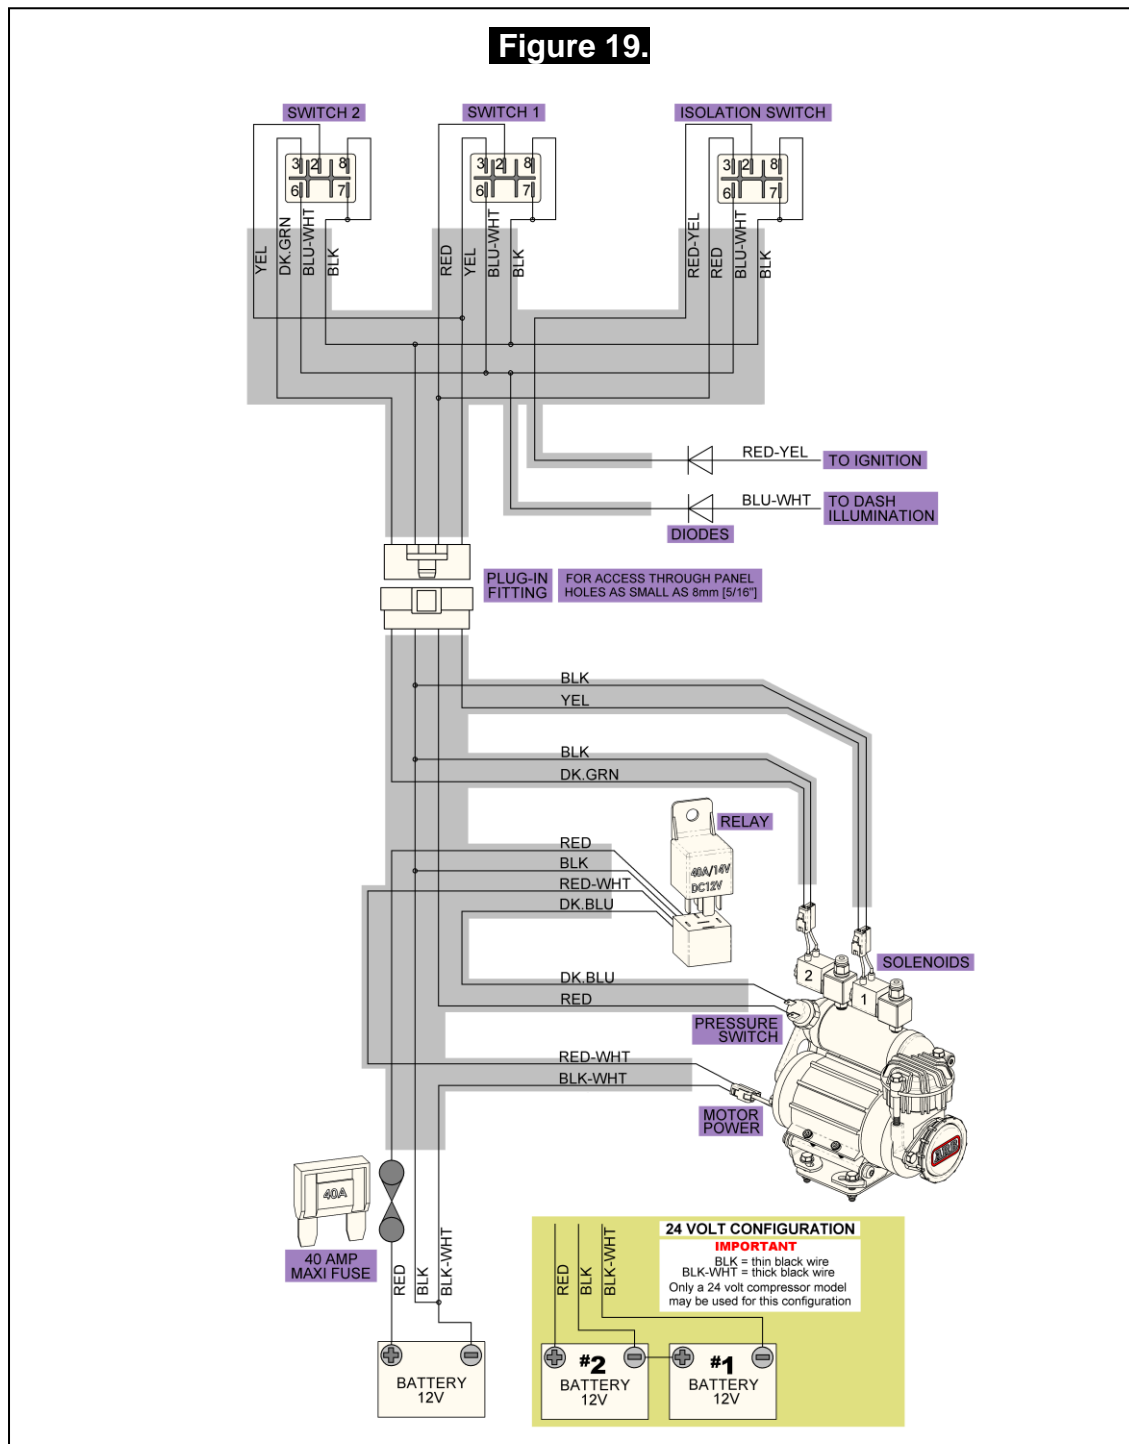 Figure 19.
SWITCH 2
SWITCH 1
ISOLATION SWITCH
3 2 8
6 7
3 2 8
6 7
3 2 8
6 7
YEL
DK.GRN
BLU-WHT
BLK
RED
YEL
BLU-WHT
BLK
RED-YEL
RED
BLU-WHT
BLK
RED-YEL
TO IGNITION
BLU-WHT
TO DASH
ILLUMINATION
DIODES
PLUG-IN
FITTING
FOR ACCESS THROUGH PANEL
HOLES AS SMALL AS 8mm [5/16"]
BLK
YEL
BLK
DK.GRN
RELAY
40A/14V
DC12V
RED
BLK
RED-WHT
DK.BLU
SOLENOIDS
2
1
DK.BLU
RED
PRESSURE
SWITCH
RED-WHT
BLK-WHT
MOTOR
POWER
ARB
40A
40 AMP
MAXI FUSE
RED
BLK
BLK-WHT
BATTERY
12V
24 VOLT CONFIGURATION
IMPORTANT
BLK = thin black wire
BLK-WHT = thick black wire
Only a 24 volt compressor model
may be used for this configuration
RED
BLK
BLK-WHT
#2
BATTERY
12V
#1
BATTERY
12V